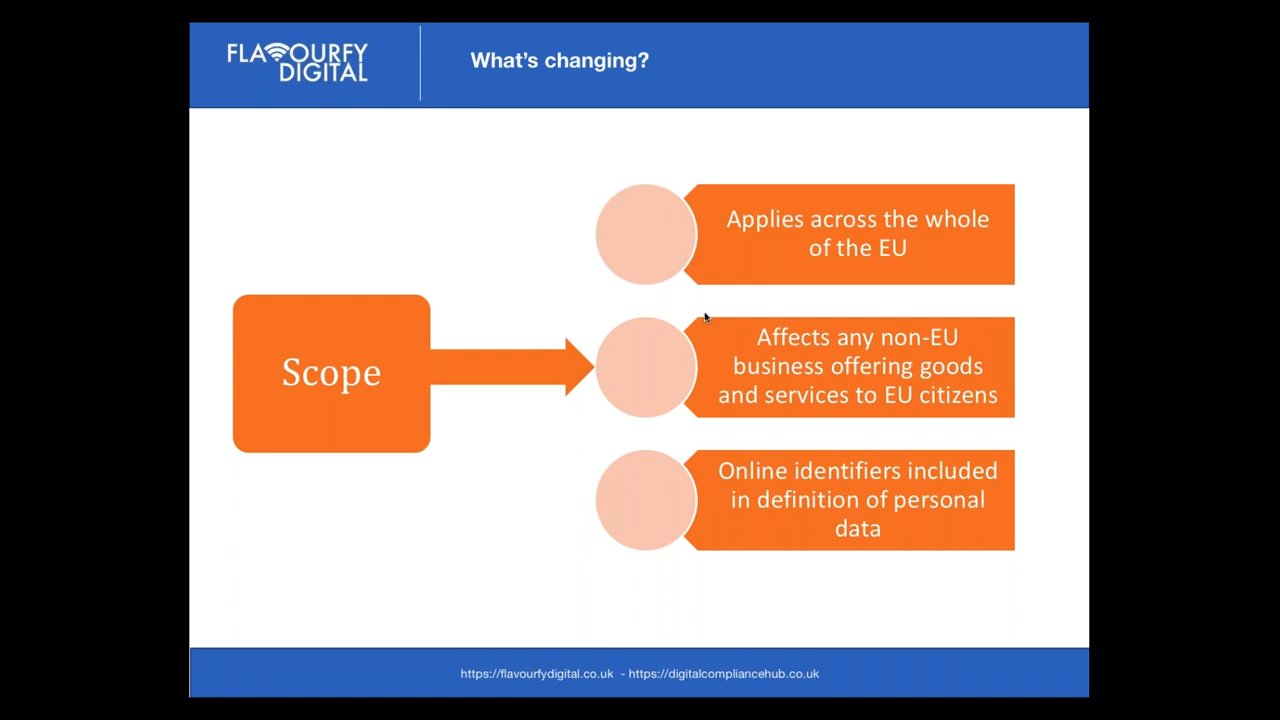 FLAVOURFY
DIGITAL
What's changing?
Scope
Applies across the whole
of the EU
Affects any non-EU
business offering goods
and services to EU citizens
Online identifiers included
in definition of personal
data
https://flavourfydigital.co.uk - https://digitalcompliancehub.co.uk